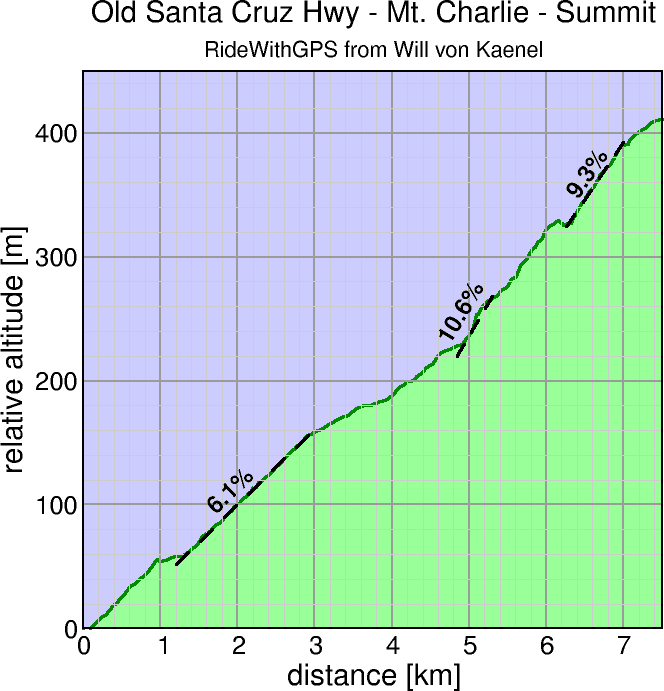 Old Santa Cruz Hwy - Mt. Charlie - Summit
RideWithGPS from Will von Kaenel
400
300
200
100
0
relative altitude [m]
9.3%
10.6%
6.1%
0 1 2 3 4 5 6 7
distance [km]